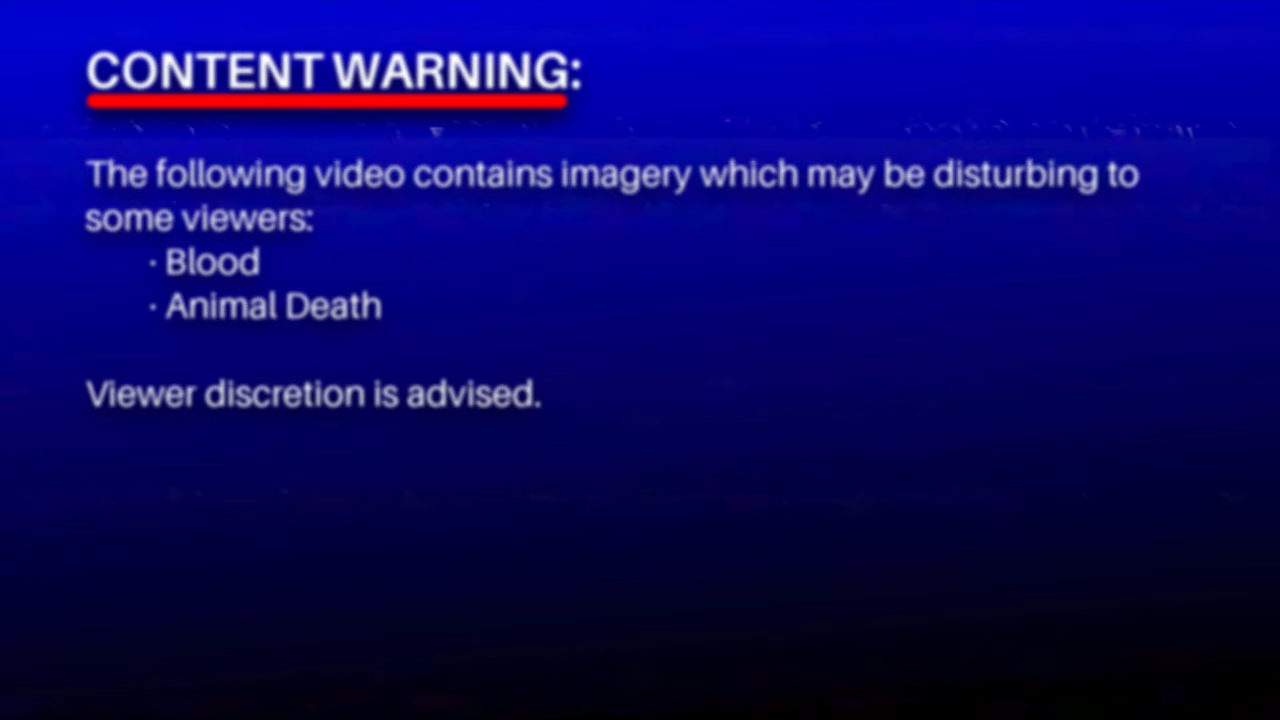 CONTENT WARNING:
The following video contains imagery which may be disturbing to
some viewers:
· Blood
· Animal Death
Viewer discretion is advised.